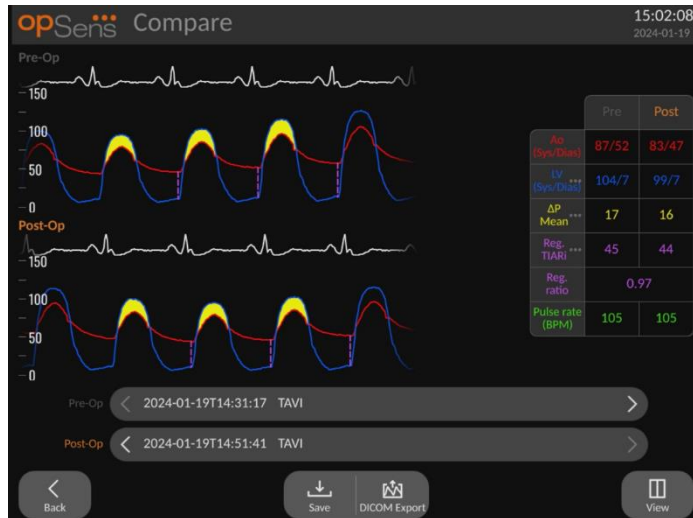 opSens Compare 15:02:08
2024-01-19
Pre-Op
150
100
50
0
Post-Op
150
100
50
0
Pre Post
Ao (Sys/Dias) 87/52 83/47
LV (Sys/Dias) 104/7 99/7
ΔP Mean 17 16
Reg. TIARi 45 44
Reg. ratio 0.97
Pulse rate (BPM) 105 105
Pre-Op 2024-01-19T14:31:17 TAVI
Post-Op 2024-01-19T14:51:41 TAVI
Back Save DICOM Export View